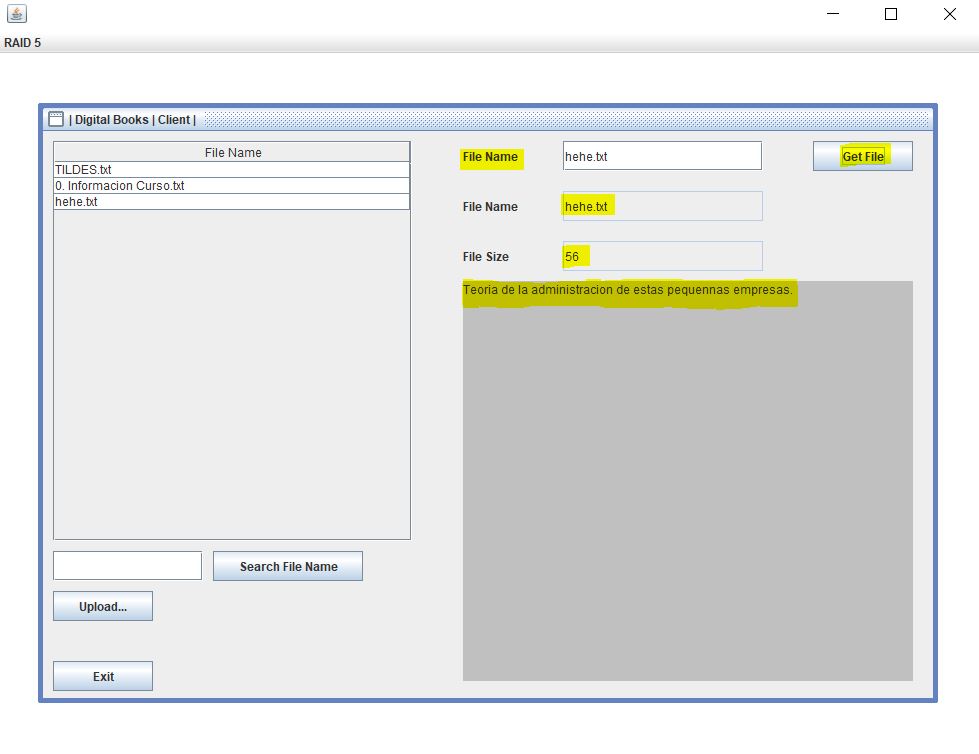 RAID 5
| Digital Books | Client |
File Name
TILDES.txt
0. Informacion Curso.txt
hehe.txt
Search File Name
Upload...
Exit
File Name hehe.txt Get File
File Name hehe.txt
File Size 56
Teoria de la administracion de estas pequennas empresas.